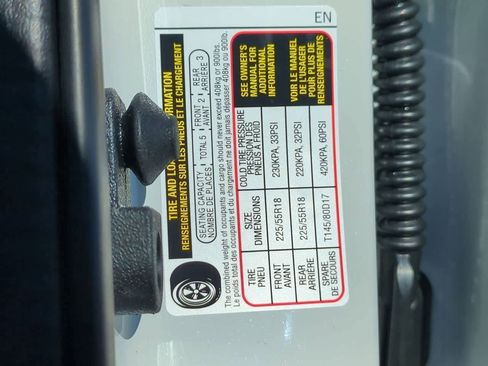 EN
TIRE AND LO ORMATION
RENSEIGNEMENTS SUR LES PNEUS ET LE CHARGEMENT
SEATING CAPACITY TOTAL 5 FRONT 2 REAR 3
NOMBRE DE PLACES AVANT ARRIÈRE
The combined weight of occupants and cargo should never exceed 408kg or 900lbs.
Le poids total des occupants et du chargement ne doit jamais dépasser 408kg ou 900lb.
TIRE SIZE COLD TIRE PRESSURE
PNEU DIMENSIONS PRESSION DES
PNEUS À FROID
FRONT 225/55R18 230KPA, 33PSI
AVANT
REAR 225/55R18 220KPA, 32PSI
ARRIÈRE
SPARE T145/80D17 420KPA, 60PSI
DE SECOURS
SEE OWNER'S
MANUAL FOR
ADDITIONAL
INFORMATION
VOIR LE MANUEL
DE L'USAGER
POUR PLUS DE
RENSEIGNEMENTS